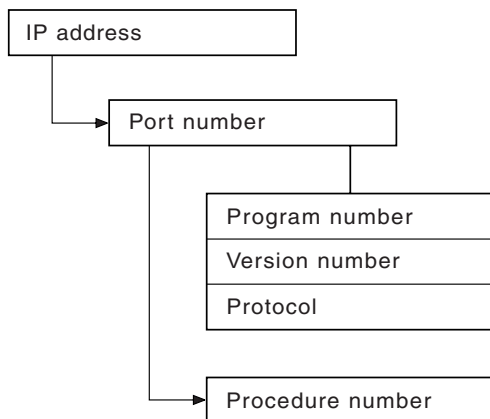 IP address
Port number
Program number
Version number
Protocol
Procedure number